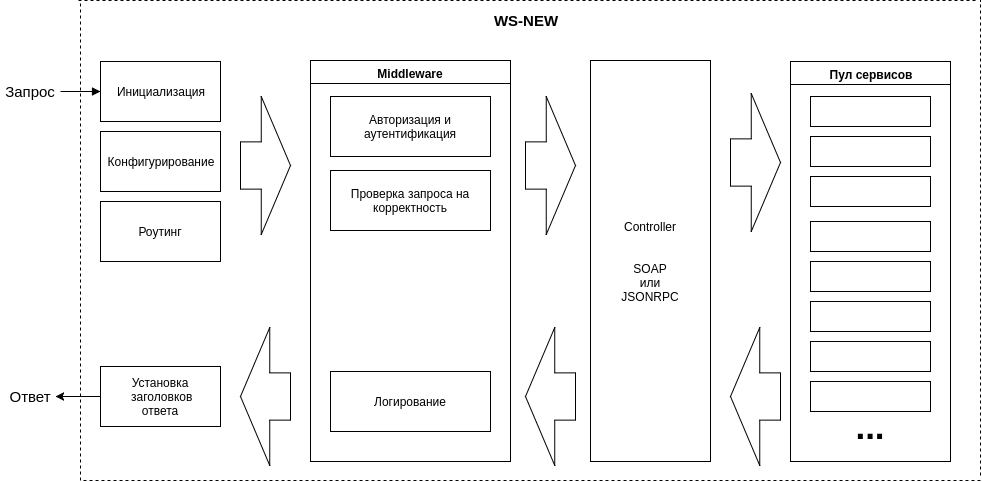 WS-NEW
Запрос
Инициализация
Конфигурирование
Роутинг
Middleware
Авторизация и
аутентификация
Проверка запроса на
корректность
Controller
SOAP
или
JSONRPC
Пул сервисов
...
Логирование
Установка
заголовков
ответа
Ответ